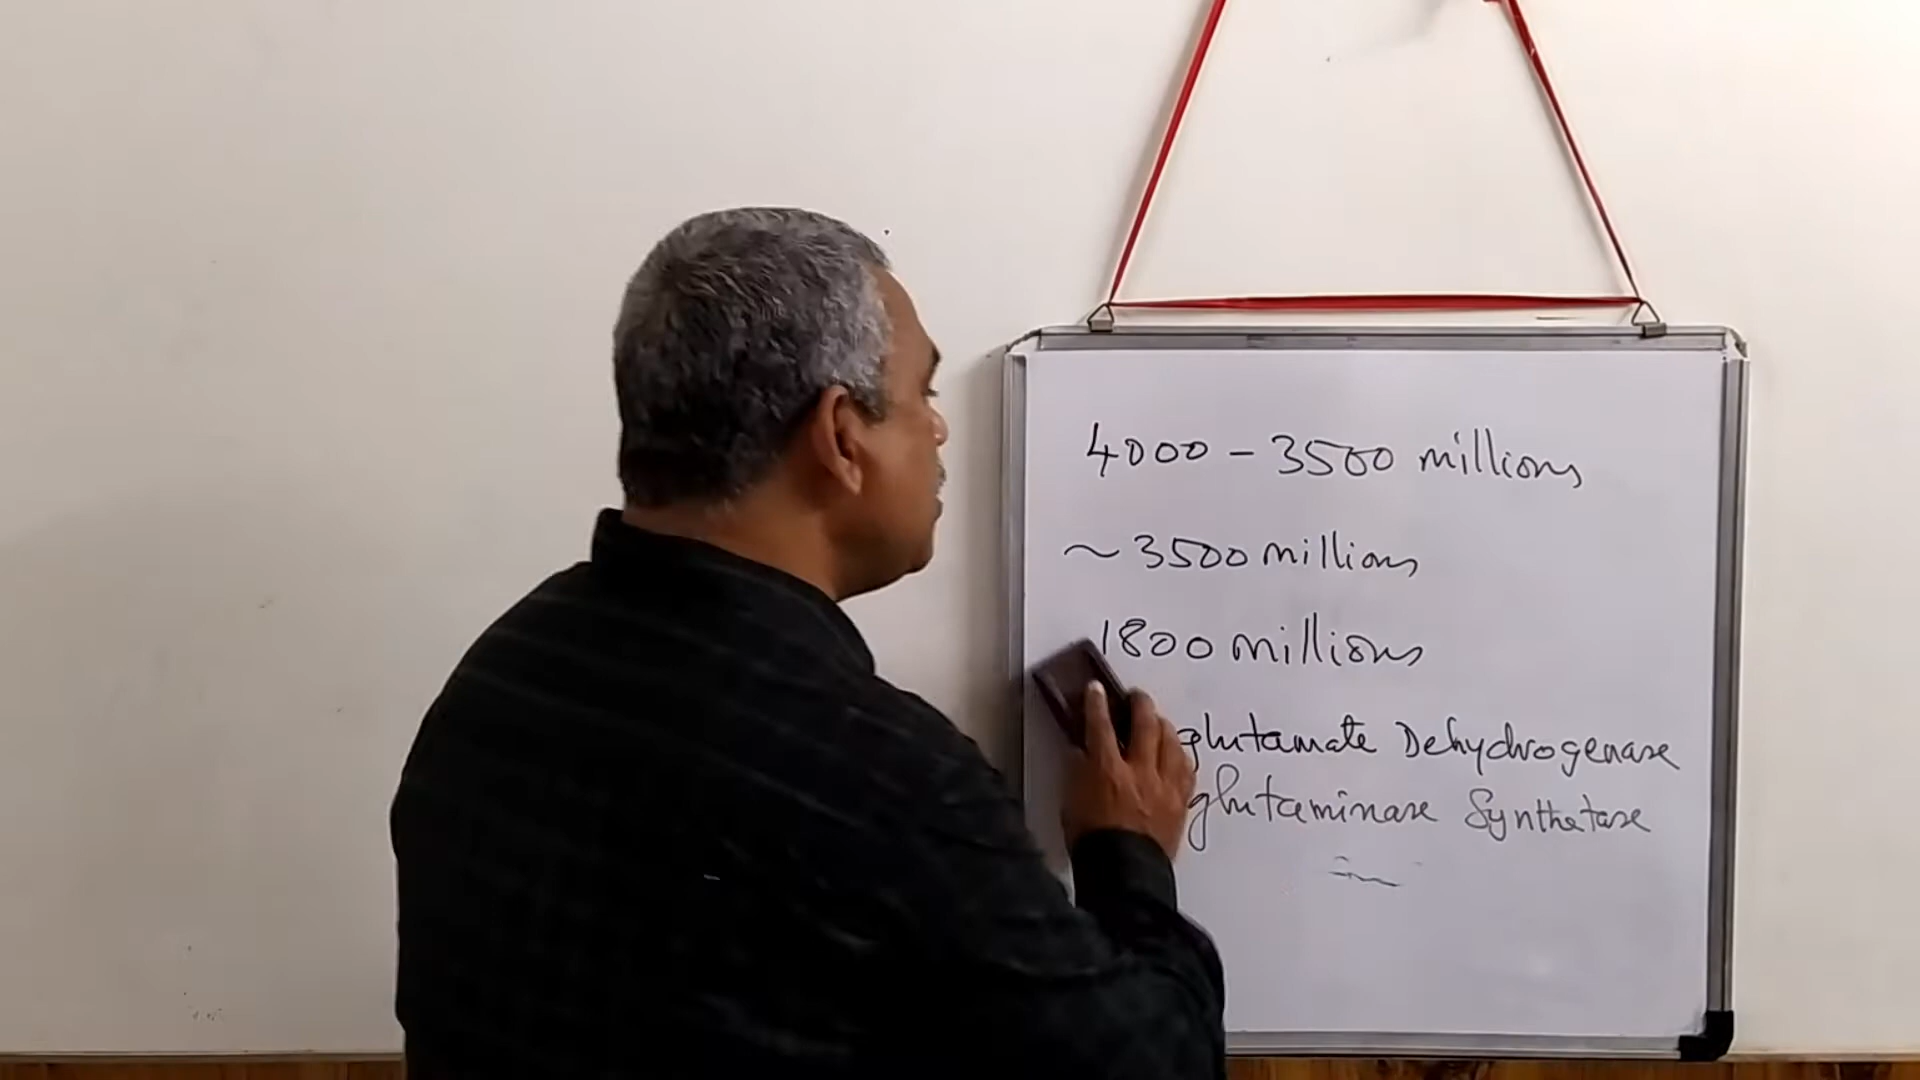 4000 - 3500 millions
~3500 millions
1800 millions
glutamate Dehydrogenase
glutaminase Synthetase